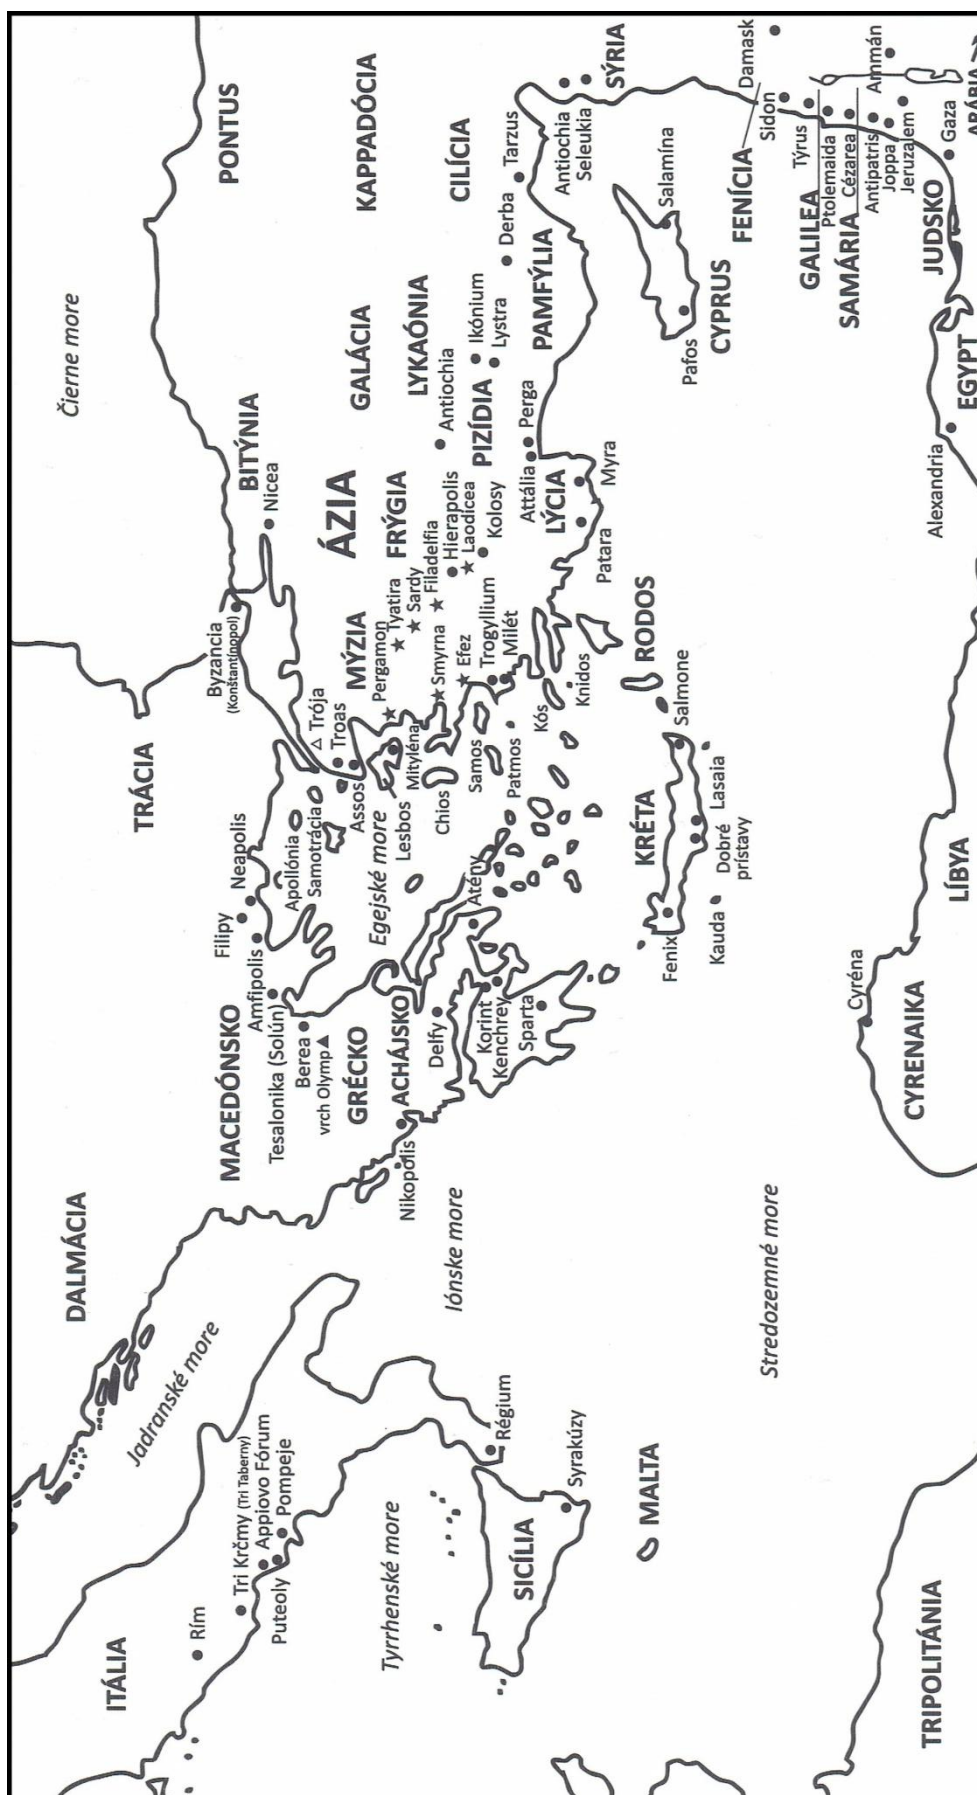 ITÁLIA
Rím
Tri Krčmy (Tri Taberny)
Appiovo Fórum
Puteoly
Pompeje
Tyrrhenské more
SICÍLIA
Syrakúzy
Régium
MALTA
TRIPOLITÁNIA
Jadranské more
DALMÁCIA
Iónske more
Stredozemné more
MACEDÓNSKO
Filipy
Neapolis
Amfipolis
Apollónia
Samotrácia
Tesalonika (Solún)
Berea
vrch Olymp
GRÉCKO
ACHÁJSKO
Nikopolis
Delfy
Korint
Kenchrey
Sparta
Atény
Egejské more
TRÁCIA
Byzancia
(Konštantínopol)
Čierne more
BITÝNIA
Nicea
PONTUS
Trója
Troas
Assos
MÝZIA
Pergamon
Lesbos
Mityléna
Tyatira
Sardy
Smyrna
Filadelfia
Chios
Efez
Hierapolis
Laodicea
Kolosy
Samos
Trogyllium
Milét
Patmos
Kós
Knidos
RODOS
ÁZIA
FRÝGIA
GALÁCIA
LYKAÓNIA
Antiochia
PIZÍDIA
Ikónium
Lystra
Derba
KAPPADÓCIA
CILÍCIA
Tarzus
PAMFÝLIA
Attália
Perga
LÝCIA
Patara
Myra
KRÉTA
Fenix
Kauda
Dobré
prístavy
Lasaia
Salmone
CYPRUS
Pafos
Salamína
SÝRIA
Antiochia
Seleukia
FENÍCIA
Damask
Sidon
Týrus
GALILEA
Ptolemaida
SAMÁRIA
Cézarea
Antipatris
Joppa
Jeruzalem
Ammán
JUDSKO
Gaza
ARÁBIA
EGYPT
Alexandria
LÍBYA
CYRENAIKA
Cyréna